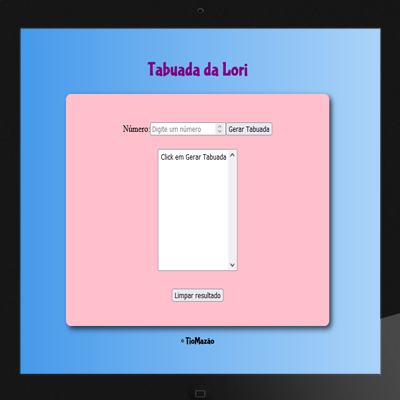 Tabuada da Lori
Número: Digite um número Gerar Tabuada
Click em Gerar Tabuada
Limpar resultado
© TioMazão